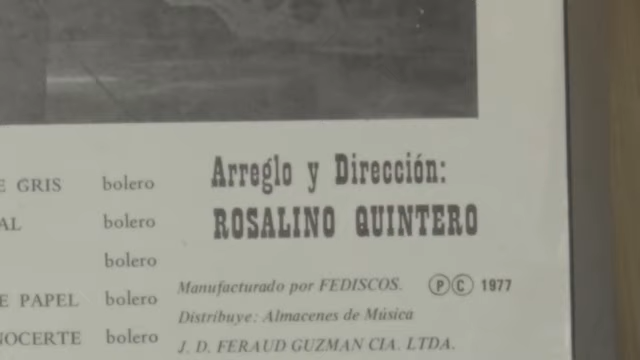 E GRIS bolero
AL bolero
bolero
E PAPEL bolero
NOCERTE bolero
Arreglo y Dirección:
ROSALINO QUINTERO
Manufacturado por FEDISCOS. Ⓟ Ⓒ 1977
Distribuye: Almacenes de Música
J. D. FERAUD GUZMAN CIA. LTDA.